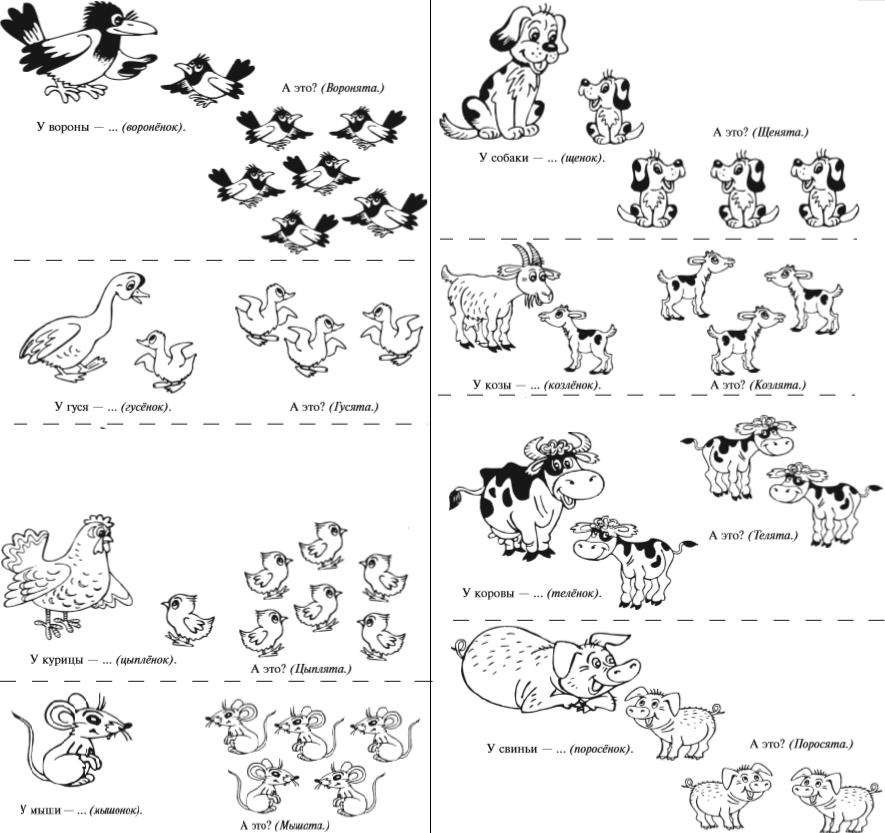 У вороны — ... (воронёнок).
А это? (Воронята.)
У гуся — ... (гусёнок).
А это? (Гусята.)
У курицы — ... (цыплёнок).
А это? (Цыплята.)
У мыши — ... (мышонок).
А это? (Мышата.)
У собаки — ... (щенок).
А это? (Щенята.)
У козы — ... (козлёнок).
А это? (Козлята.)
У коровы — ... (телёнок).
А это? (Телята.)
У свиньи — ... (поросёнок).
А это? (Поросята.)